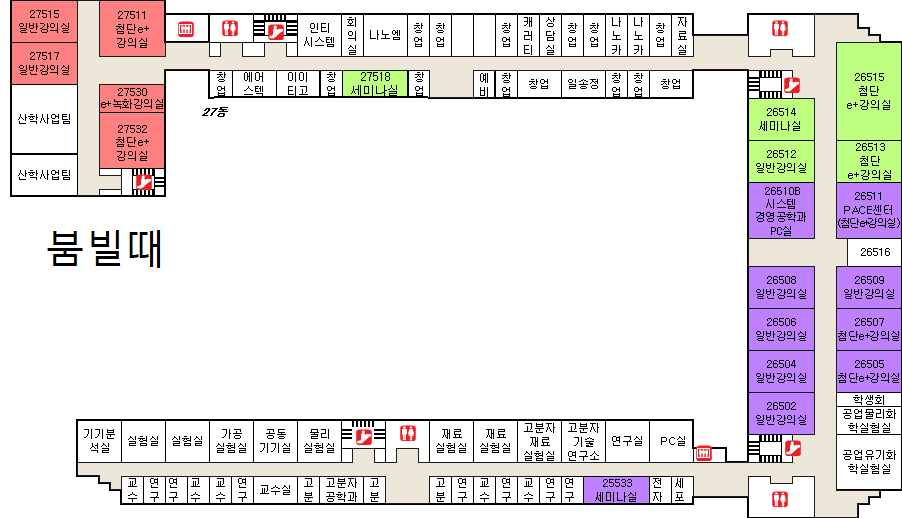 27515
일반강의실
27511
첨단e+
강의실
27517
일반강의실
27530
e+녹화강의실
27532
첨단e+
강의실
산학사업팀
산학사업팀
인티
시스템
회
의
실
나노엠
창
업
창
업
창
업
캐
러
티
상
담
실
창
업
창
업
나
노
카
나
노
카
창
업
자
료
실
창
업
에어
스텍
이이
티고
창
업
27518
세미나실
창
업
예
비
창
업
창업
일송정
창
업
창
업
창업
27동
붐빌때
26515
첨단
e+강의실
26514
세미나실
26513
첨단
e+강의실
26512
일반강의실
26510B
시스템
경영공학과
PC실
26511
PACE센터
(첨단e+강의실)
26516
26508
일반강의실
26509
일반강의실
26506
일반강의실
26507
첨단e+강의실
26504
일반강의실
26505
첨단e+강의실
26502
일반강의실
학생회
공업물리화
학실험실
공업유기화
학실험실
기기분
석실
실험실
실험실
가공
실험실
공동
기기실
물리
실험실
재료
실험실
재료
실험실
고분자
재료
실험실
고분자
기술
연구소
연구실
PC실
교
수
연
구
연
구
교
수
교
수
연
구
교수실
고
분
고분자
공학과
고
분
고
분
연
구
교
수
교
수
연
구
연
구
25533
세미나실
전
자
세
포